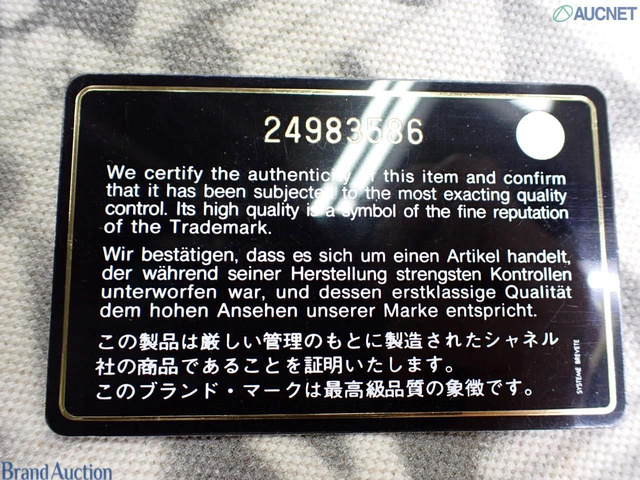 AUCNET
24983586
We certify the authenticity of this item and confirm
that it has been subjected to the most exacting quality
control. Its high quality is a symbol of the fine reputation
of the Trademark.
Wir bestätigen, dass es sich um einen Artikel handelt,
der während seiner Herstellung strengsten Kontrollen
unterworfen war, und dessen erstklassige Qualität
dem hohen Ansehen unserer Marke entspricht.
この製品は厳しい管理のもとに製造されたシャネル
社の商品であることを証明いたします。
このブランド・マークは最高級品質の象徴です。
SYSTEME BREVETE
Brand Auction